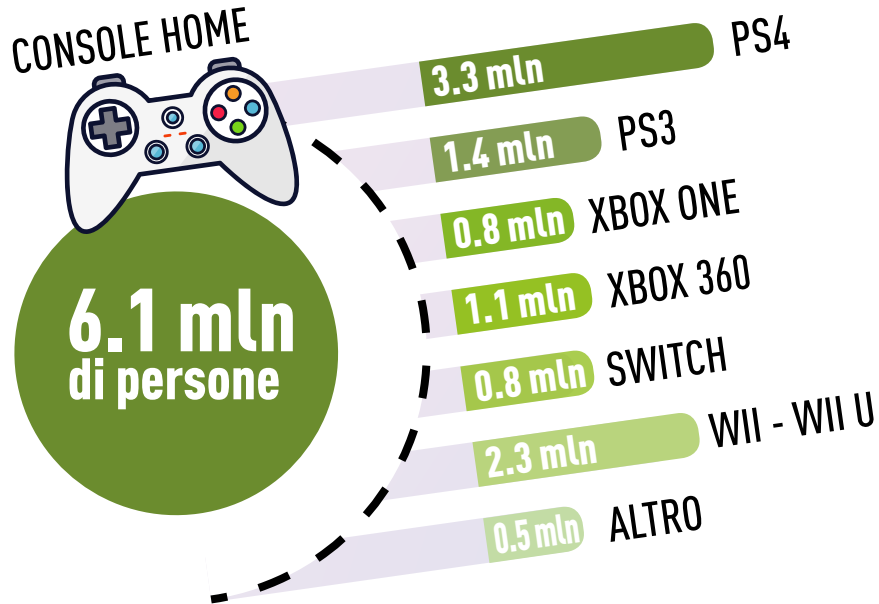 CONSOLE HOME
6.1 mln
di persone
3.3 mln PS4
1.4 mln PS3
0.8 mln XBOX ONE
1.1 mln XBOX 360
0.8 mln SWITCH
2.3 mln WII - WII U
0.5 mln ALTRO